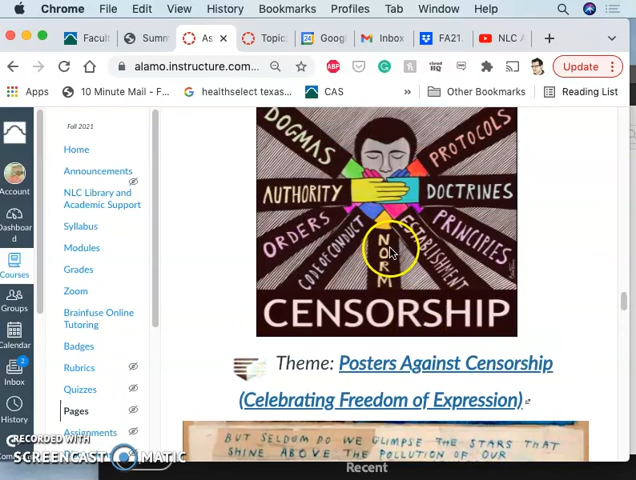 Chrome File Edit View History Bookmarks Profiles Tab Window Help
Facult Summ As Topic: Goog Inbox FA21. NLC A
alamo.instructure.com... Update
Apps 10 Minute Mail - F... healthselect texas... CAS » Other Bookmarks Reading List
Fall 2021
Home
Announcements
NLC Library and
Academic Support
Syllabus
Modules
Grades
Zoom
Brainfuse Online
Tutoring
Badges
Rubrics
Quizzes
Pages
Assignments
Account
Dashboar
d
Courses
Groups
Calendar
Inbox
2
History
DOGMAS
PROTOCOLS
AUTHORITY
DOCTRINES
ORDERS
PRINCIPLES
CODE OF CONDUCT
NORM
ESTABLISHMENT
CENSORSHIP
Theme: Posters Against Censorship
(Celebrating Freedom of Expression)
BUT SELDOM DO WE GLIMPSE THE STARS THAT
SHINE ABOVE THE POLLUTION OF OUR
RECORDED WITH
SCREENCAST MATIC
Recent